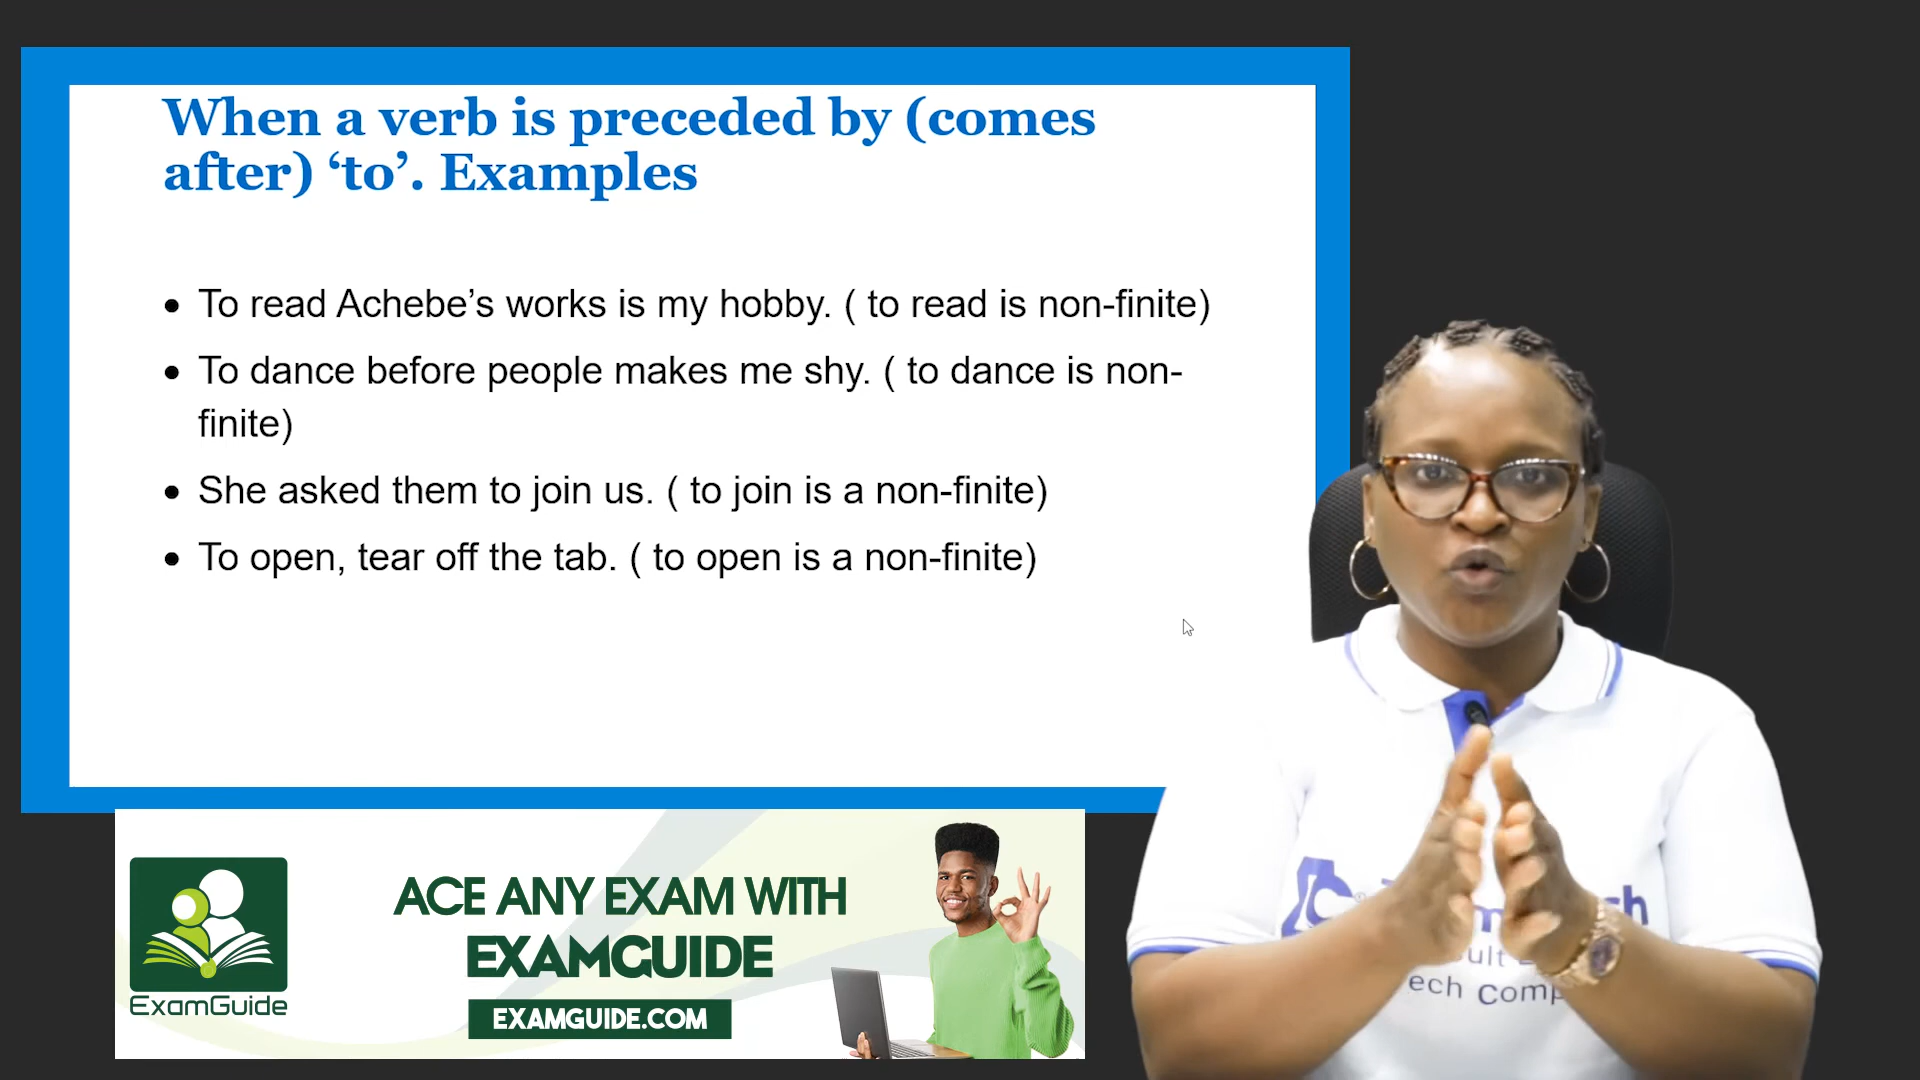 When a verb is preceded by (comes
after) ‘to’. Examples
• To read Achebe’s works is my hobby. ( to read is non-finite)
• To dance before people makes me shy. ( to dance is non-
finite)
• She asked them to join us. ( to join is a non-finite)
• To open, tear off the tab. ( to open is a non-finite)
ExamGuide
ACE ANY EXAM WITH
EXAMGUIDE
EXAMGUIDE.COM